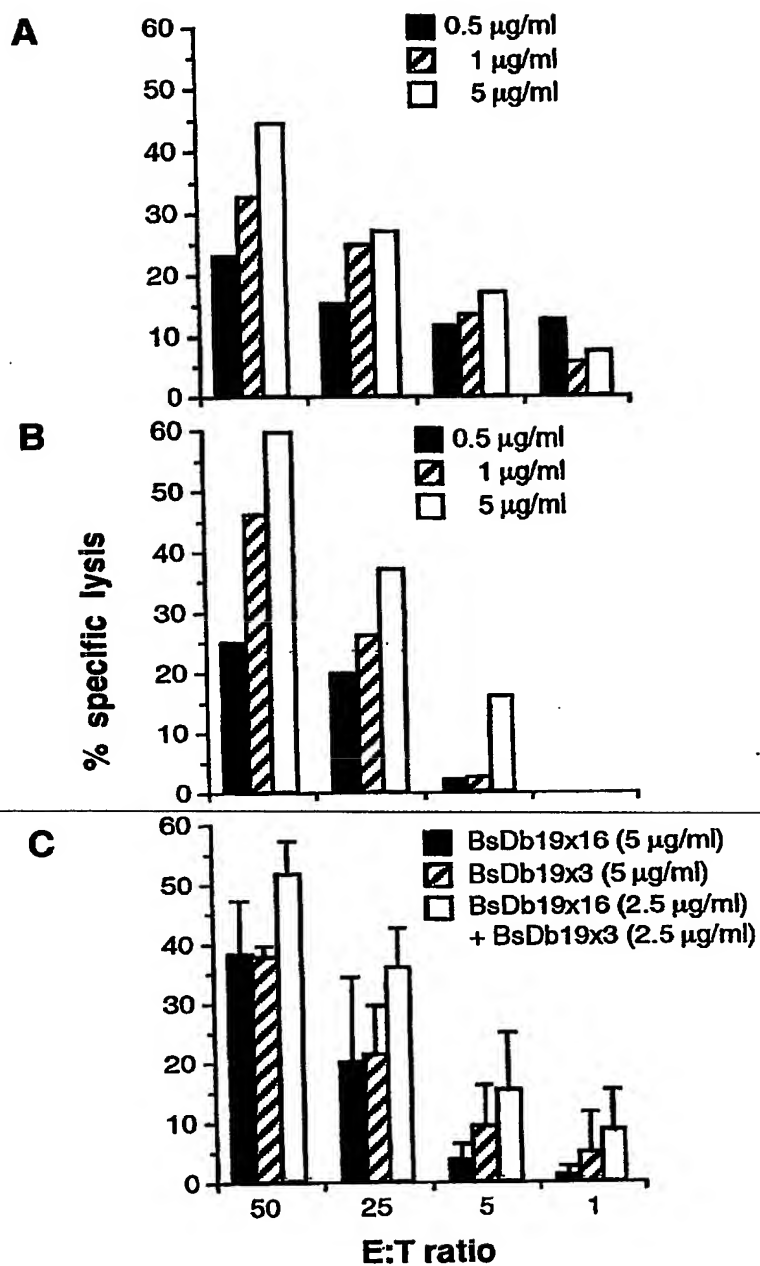 A
60
50
40
30
20
10
0
0.5 µg/ml
1 µg/ml
5 µg/ml
B
60
50
40
30
20
10
0
0.5 µg/ml
1 µg/ml
5 µg/ml
% specific lysis
C
60
50
40
30
20
10
0
BsDb19x16 (5 µg/ml)
BsDb19x3 (5 µg/ml)
BsDb19x16 (2.5 µg/ml)
+ BsDb19x3 (2.5 µg/ml)
50 25 5 1
E:T ratio